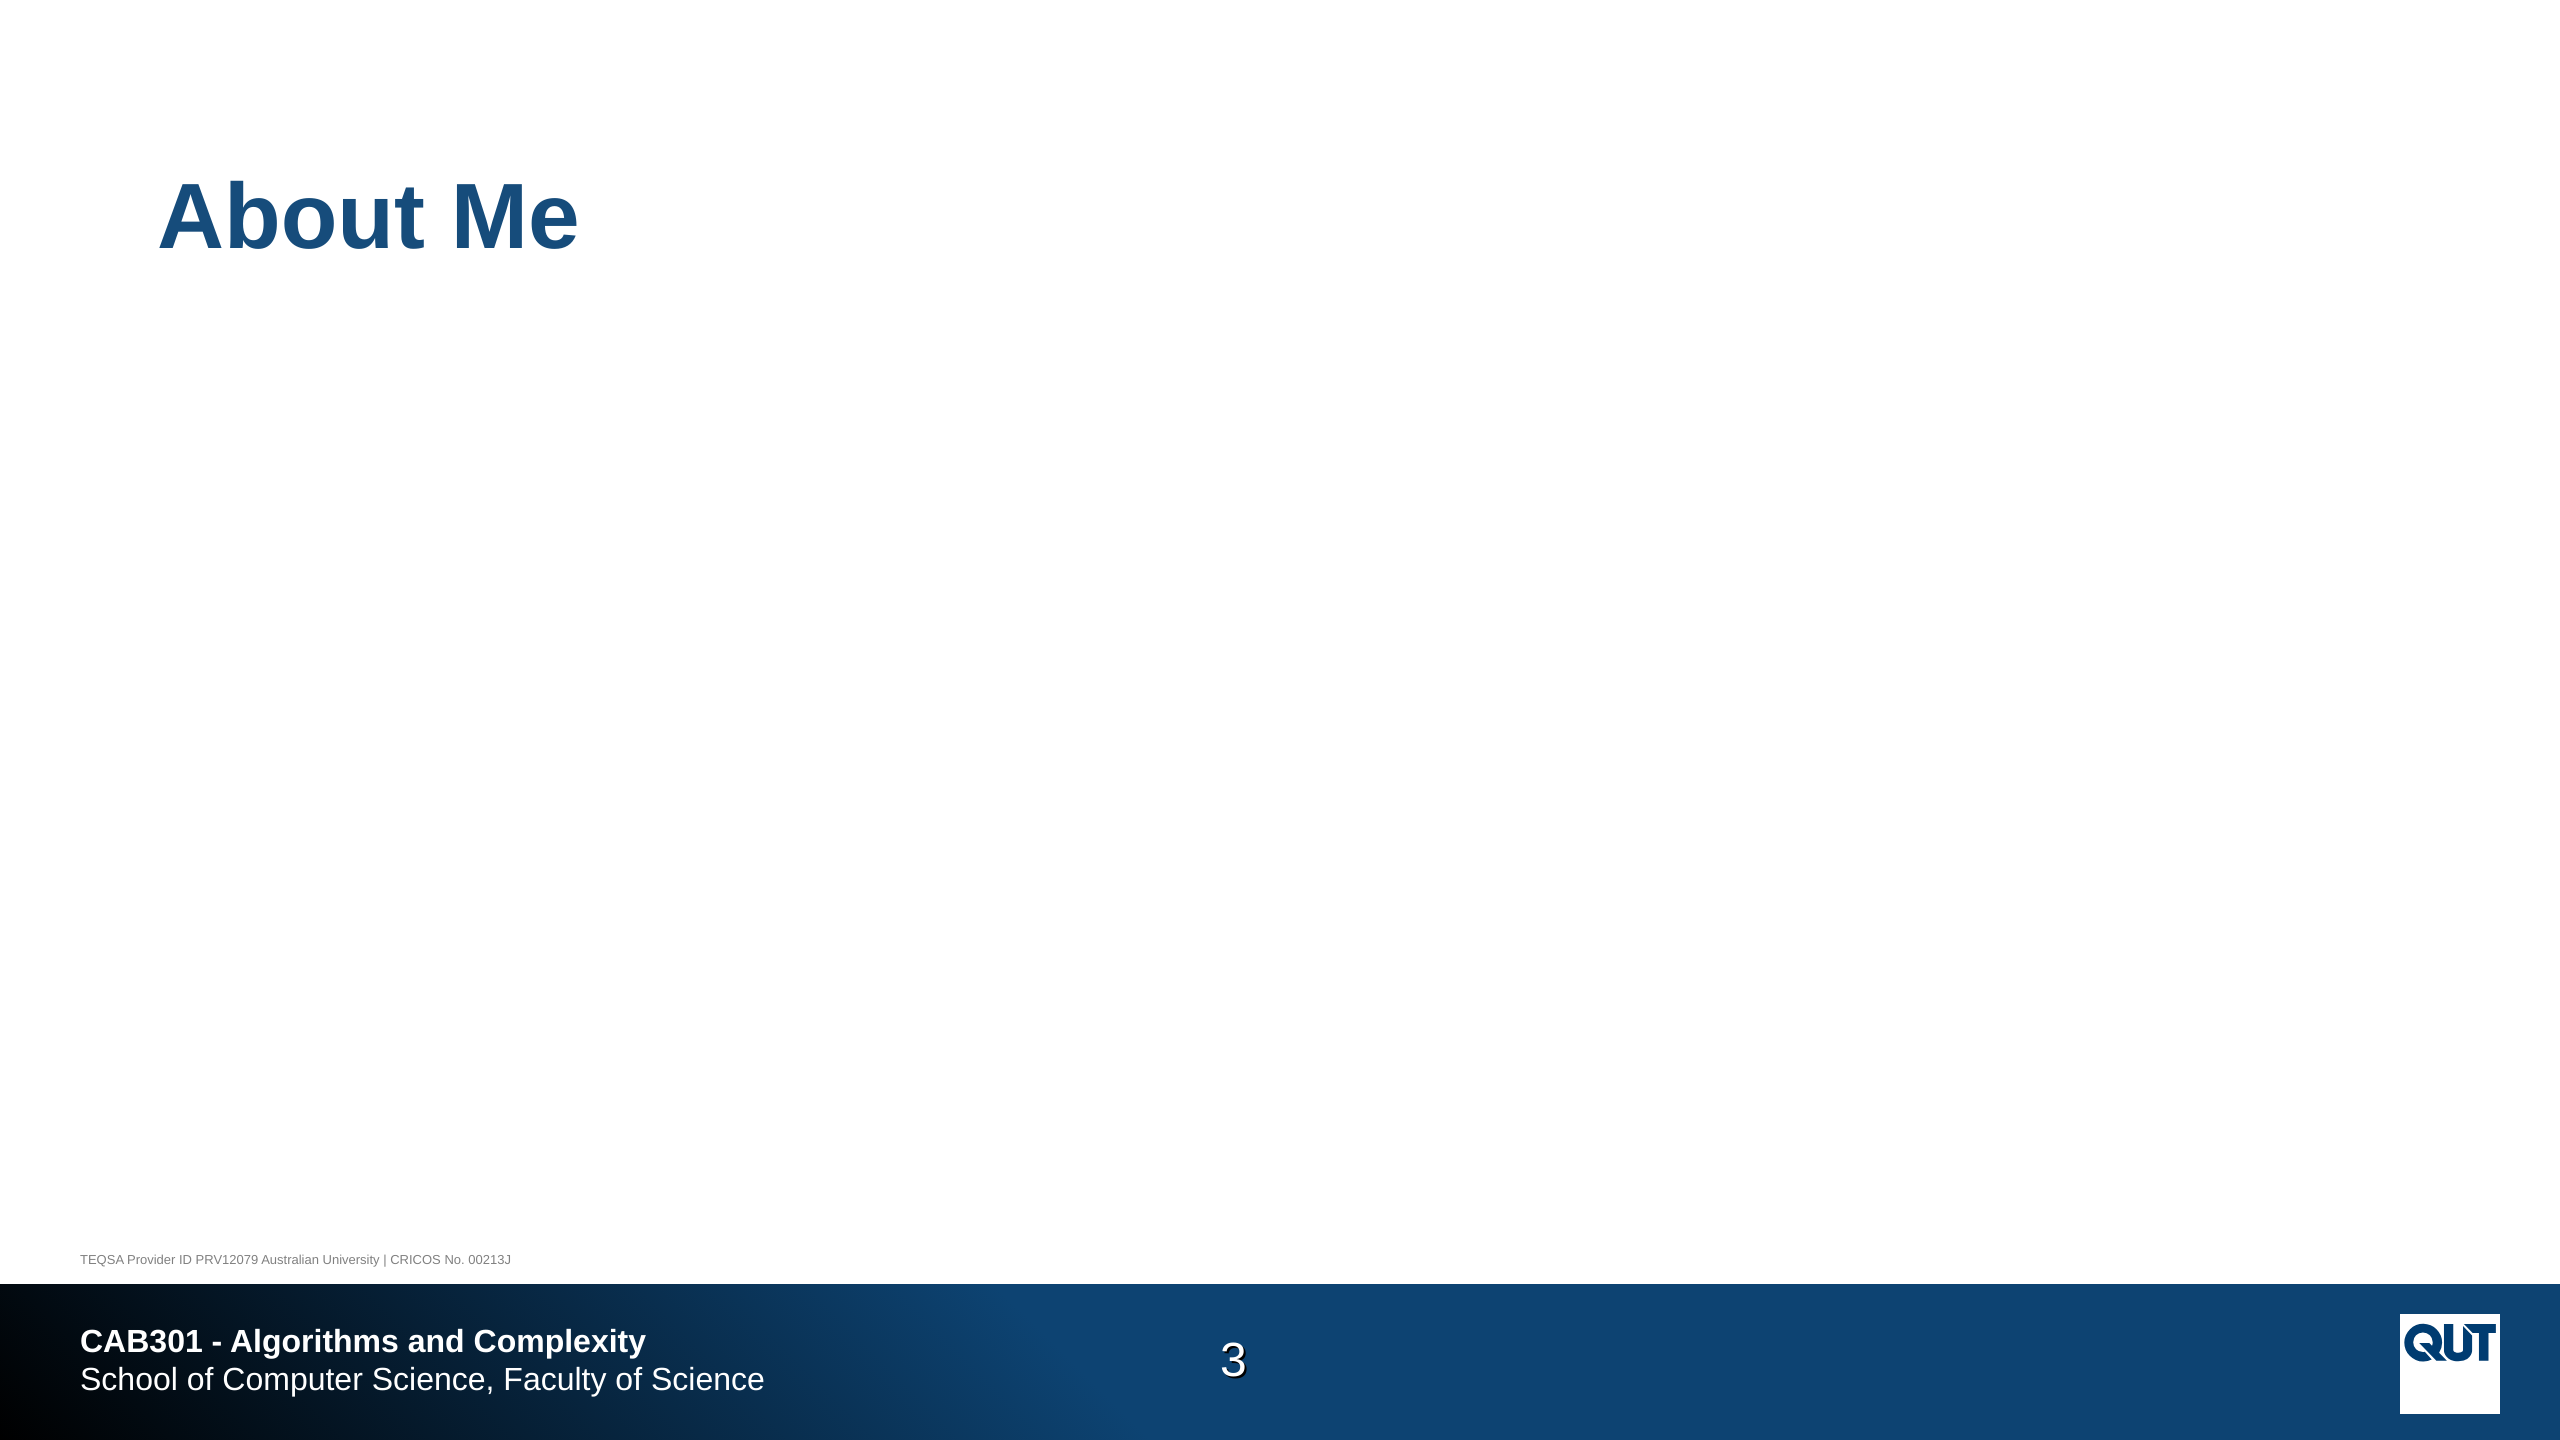 About Me
TEQSA Provider ID PRV12079 Australian University | CRICOS No. 00213J
CAB301 - Algorithms and Complexity
School of Computer Science, Faculty of Science
3
QUT